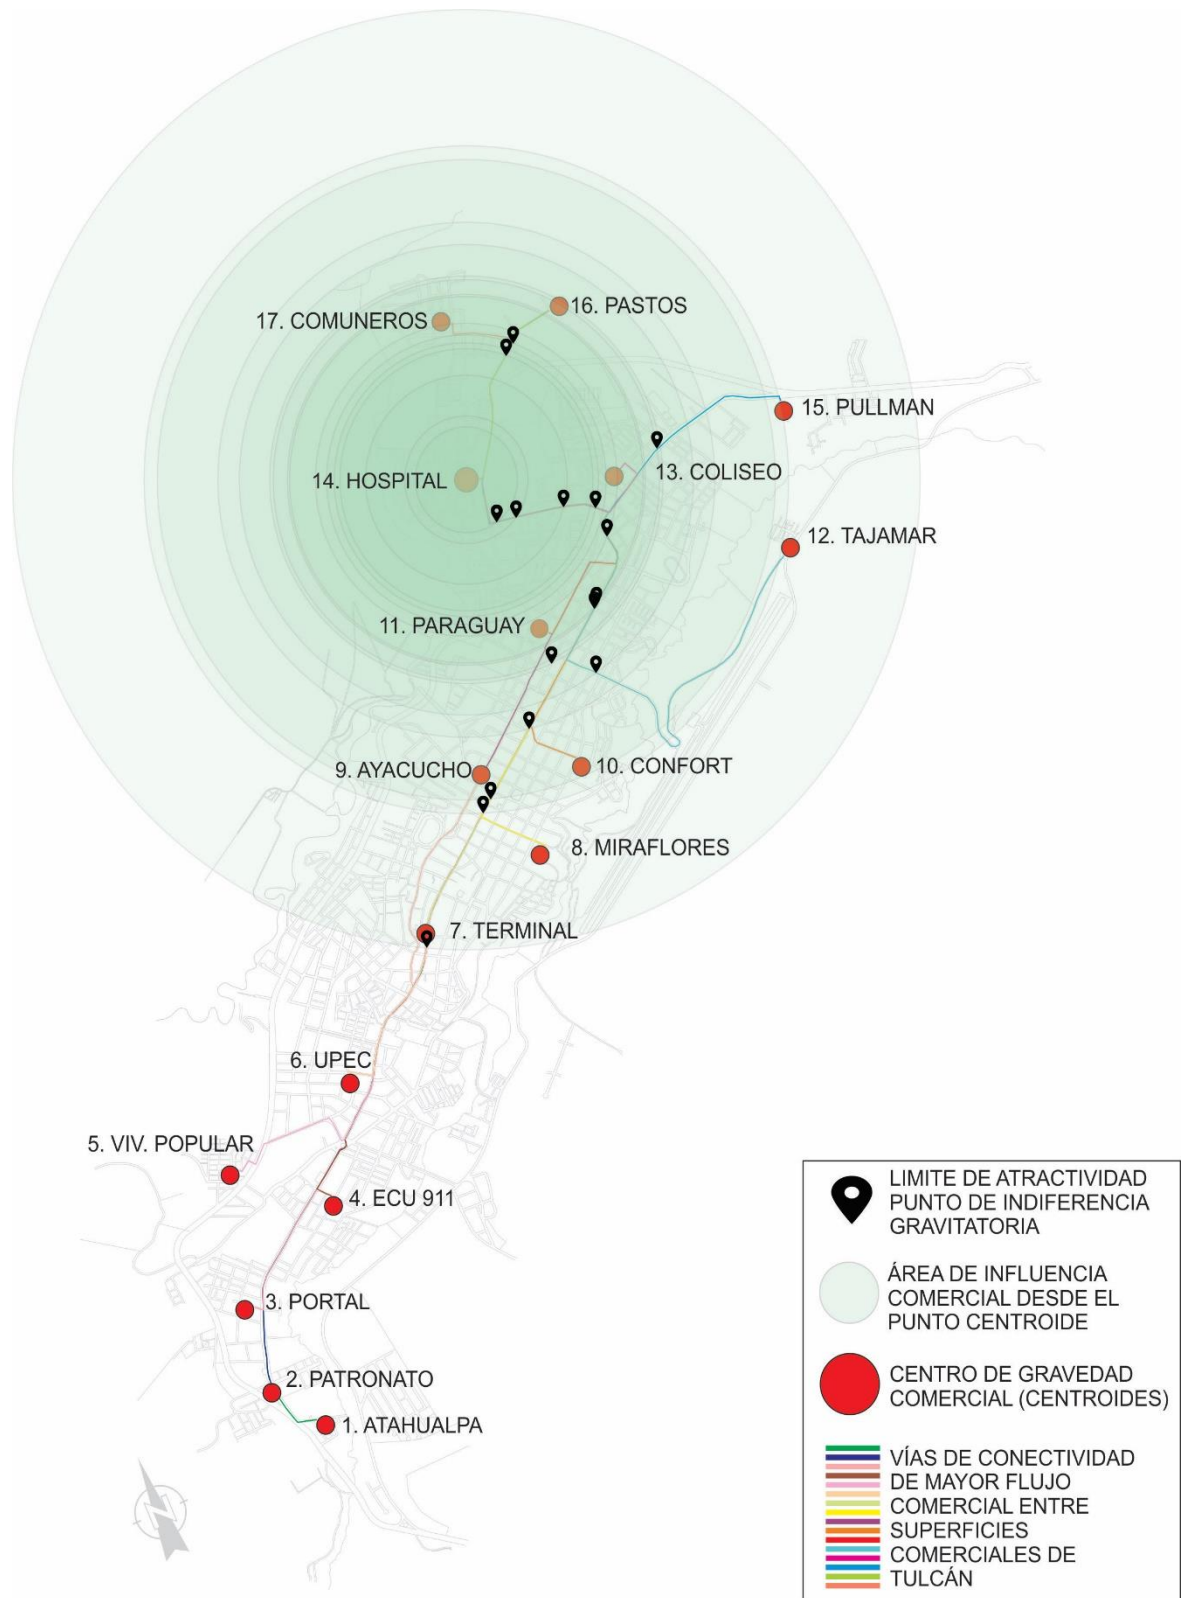 16. PASTOS
17. COMUNEROS
15. PULLMAN
13. COLISEO
14. HOSPITAL
12. TAJAMAR
11. PARAGUAY
10. CONFORT
9. AYACUCHO
8. MIRAFLORES
7. TERMINAL
6. UPEC
5. VIV. POPULAR
4. ECU 911
3. PORTAL
2. PATRONATO
1. ATAHUALPA
LIMITE DE ATRACTIVIDAD
PUNTO DE INDIFERENCIA
GRAVITATORIA
ÁREA DE INFLUENCIA
COMERCIAL DESDE EL
PUNTO CENTROIDE
CENTRO DE GRAVEDAD
COMERCIAL (CENTROIDES)
VÍAS DE CONECTIVIDAD
DE MAYOR FLUJO
COMERCIAL ENTRE
SUPERFICIES
COMERCIALES DE
TULCÁN